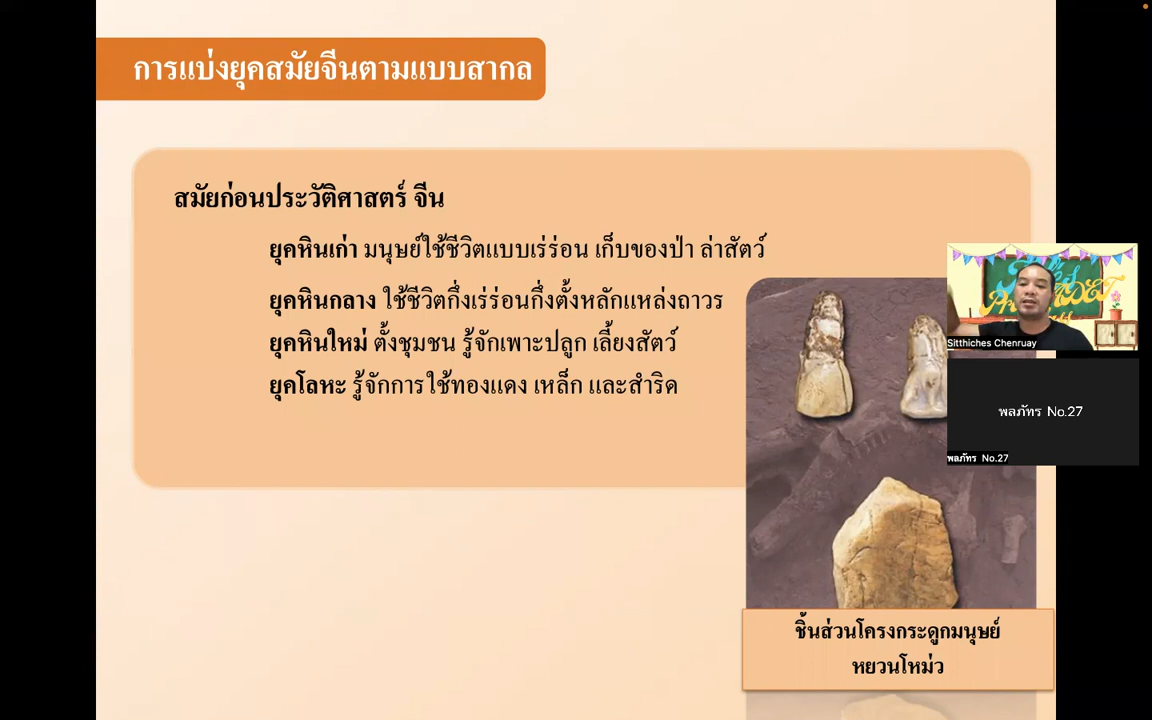 การแบ่งยุคสมัยจีนตามแบบสากล
สมัยก่อนประวัติศาสตร์ จีน
ยุคหินเก่า มนุษย์ใช้ชีวิตแบบเร่ร่อน เก็บของป่า ล่าสัตว์
ยุคหินกลาง ใช้ชีวิตกึ่งเร่ร่อนกึ่งตั้งหลักแหล่งถาวร
ยุคหินใหม่ ตั้งชุมชน รู้จักเพาะปลูก เลี้ยงสัตว์
ยุคโลหะ รู้จักการใช้ทองแดง เหล็ก และสำริด
Sitthiches Chenruay
พลภัทร No.27
พลภัทร No.27
ชิ้นส่วนโครงกระดูกมนุษย์
หยวนโหม่ว